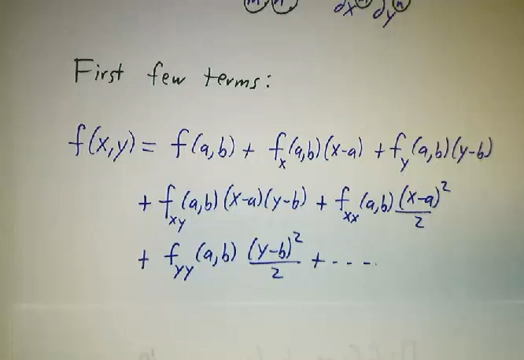 ∂x ∂y
First few terms:
f(x,y) = f(a,b) + f_x(a,b)(x-a) + f_y(a,b)(y-b)
+ f_xy(a,b)(x-a)(y-b) + f_xx(a,b) (x-a)²/2
+ f_yy(a,b) (y-b)²/2 + ----